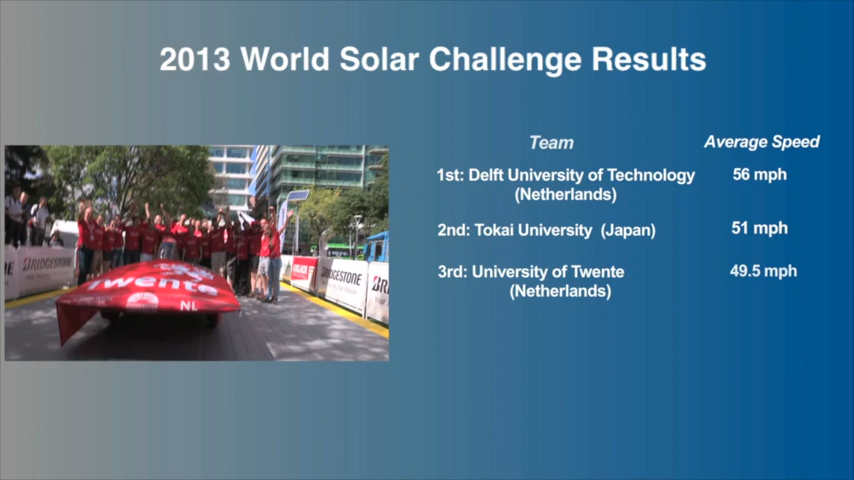 2013 World Solar Challenge Results
Team Average Speed
1st: Delft University of Technology 56 mph
(Netherlands)
2nd: Tokai University (Japan) 51 mph
3rd: University of Twente 49.5 mph
(Netherlands)
BRIDGESTONE
BRIDGESTONE
Twente
NL